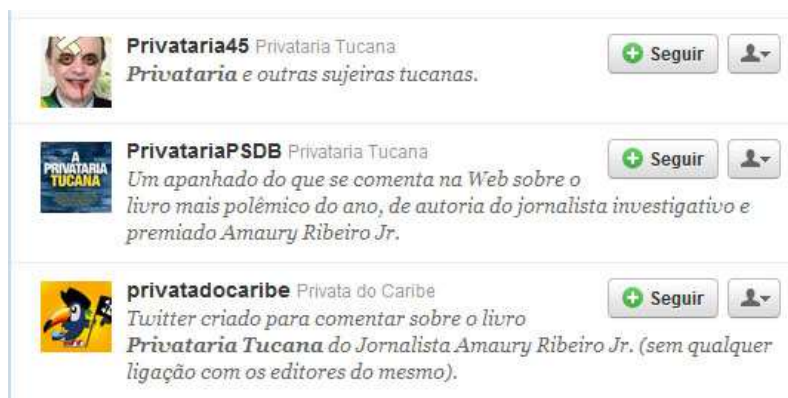 Privataria45 Privataria Tucana
Seguir
Privataria e outras sujeiras tucanas.
A
PRIVATARIA
TUCANA
PrivatariaPSDB Privataria Tucana
Seguir
Um apanhado do que se comenta na Web sobre o
livro mais polêmico do ano, de autoria do jornalista investigativo e
premiado Amaury Ribeiro Jr.
privatadocaribe Privata do Caribe
Seguir
Twitter criado para comentar sobre o livro
Privataria Tucana do Jornalista Amaury Ribeiro Jr. (sem qualquer
ligação com os editores do mesmo).